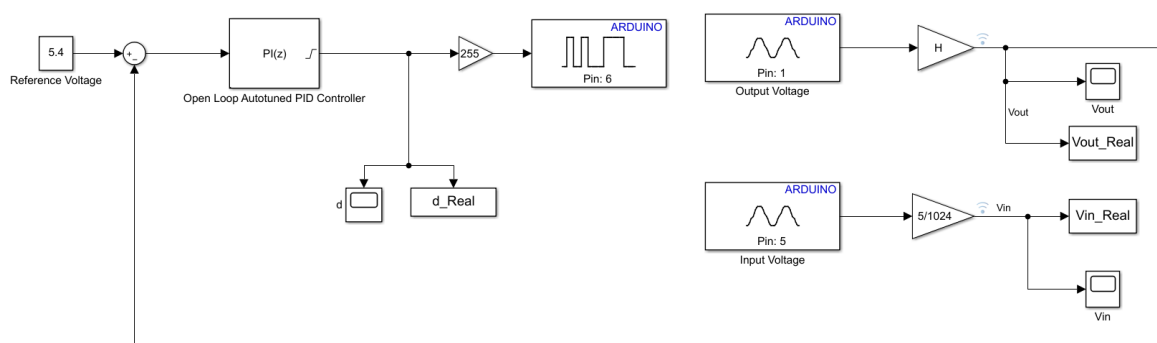 5.4
Reference Voltage
+
−
PI(z)
Open Loop Autotuned PID Controller
255
ARDUINO
Pin: 6
d
d_Real
ARDUINO
Pin: 1
Output Voltage
H
Vout
Vout
Vout_Real
ARDUINO
Pin: 5
Input Voltage
5/1024
Vin
Vin_Real
Vin